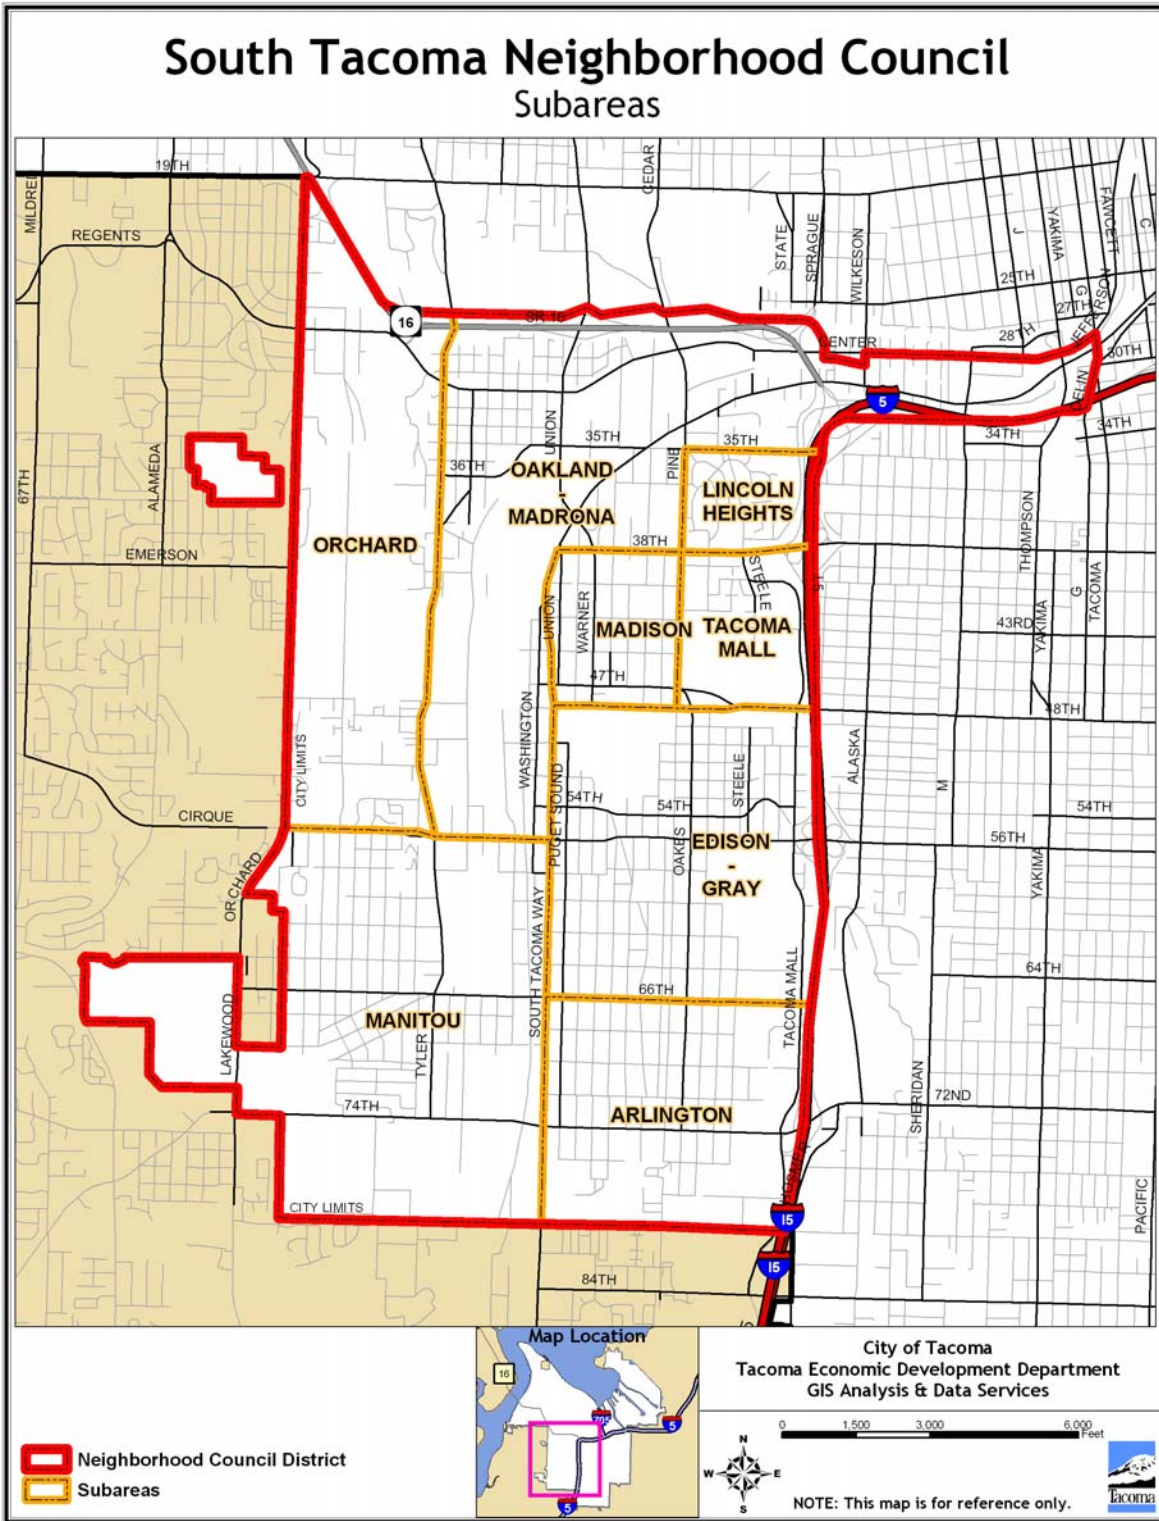 South Tacoma Neighborhood Council
Subareas
19TH
MILDRED
REGENTS
CEDAR
STATE
SPRAGUE
WILKESON
J
YAKIMA
G
FAWCETT
C
25TH
27TH
JEFFERSON
28TH
30TH
16
SR 16
CENTER
5
DELIN
34TH
34TH
67TH
ALAMEDA
UNION
35TH
35TH
36TH
PINE
OAKLAND
-
MADRONA
LINCOLN
HEIGHTS
ORCHARD
EMERSON
38TH
STEELE
I5
THOMPSON
G
TACOMA
UNION
WARNER
MADISON
TACOMA
MALL
43RD
YAKIMA
47TH
48TH
CITY LIMITS
WASHINGTON
PUGET SOUND
STEELE
ALASKA
M
54TH
54TH
54TH
CIRQUE
56TH
OAKES
EDISON
-
GRAY
YAKIMA
ORCHARD
SOUTH TACOMA WAY
TACOMA MALL
64TH
66TH
LAKEWOOD
MANITOU
TYLER
74TH
ARLINGTON
72ND
SHERIDAN
HOSMER
PACIFIC
CITY LIMITS
I5
I5
84TH
Map Location
16
705
5
5
City of Tacoma
Tacoma Economic Development Department
GIS Analysis & Data Services
0 1,500 3,000 6,000
Feet
N
W E
S
NOTE: This map is for reference only.
Tacoma
Neighborhood Council District
Subareas